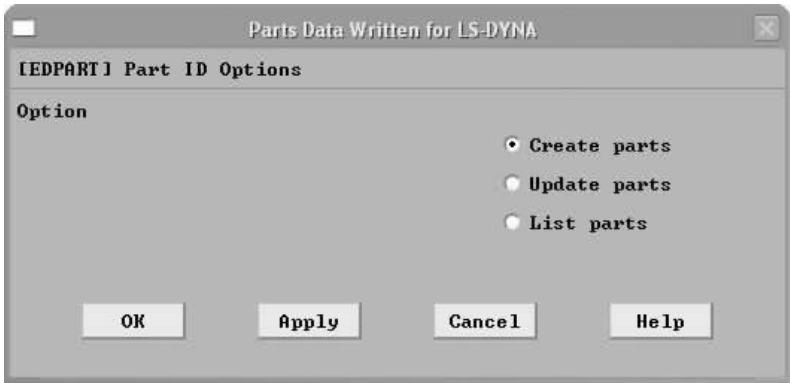 Parts Data Written for LS-DYNA
[EDPART] Part ID Options
Option
Create parts
Update parts
List parts
OK Apply Cancel Help